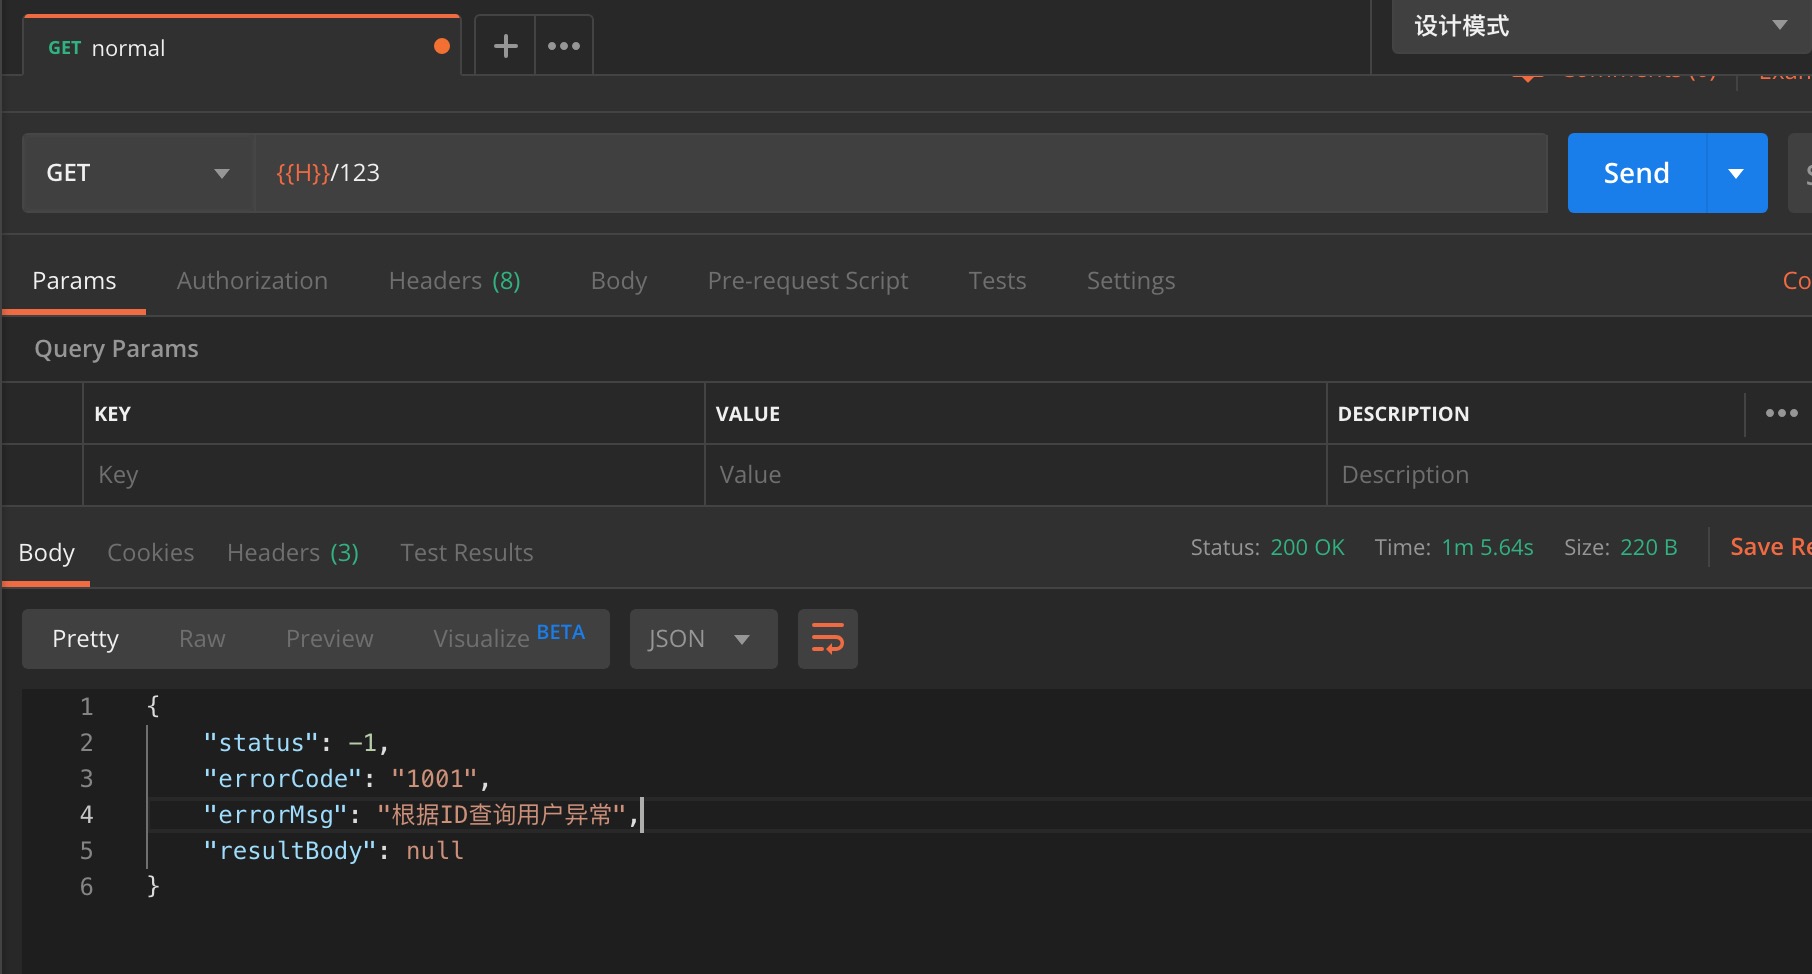 GET normal
设计模式
GET
{{H}}/123
Send
Params Authorization Headers (8) Body Pre-request Script Tests Settings
Query Params
KEY VALUE DESCRIPTION
Key Value Description
Body Cookies Headers (3) Test Results Status: 200 OK Time: 1m 5.64s Size: 220 B Save
Pretty Raw Preview Visualize BETA JSON
1 {
2 "status": -1,
3 "errorCode": "1001",
4 "errorMsg": "根据ID查询用户异常",
5 "resultBody": null
6 }